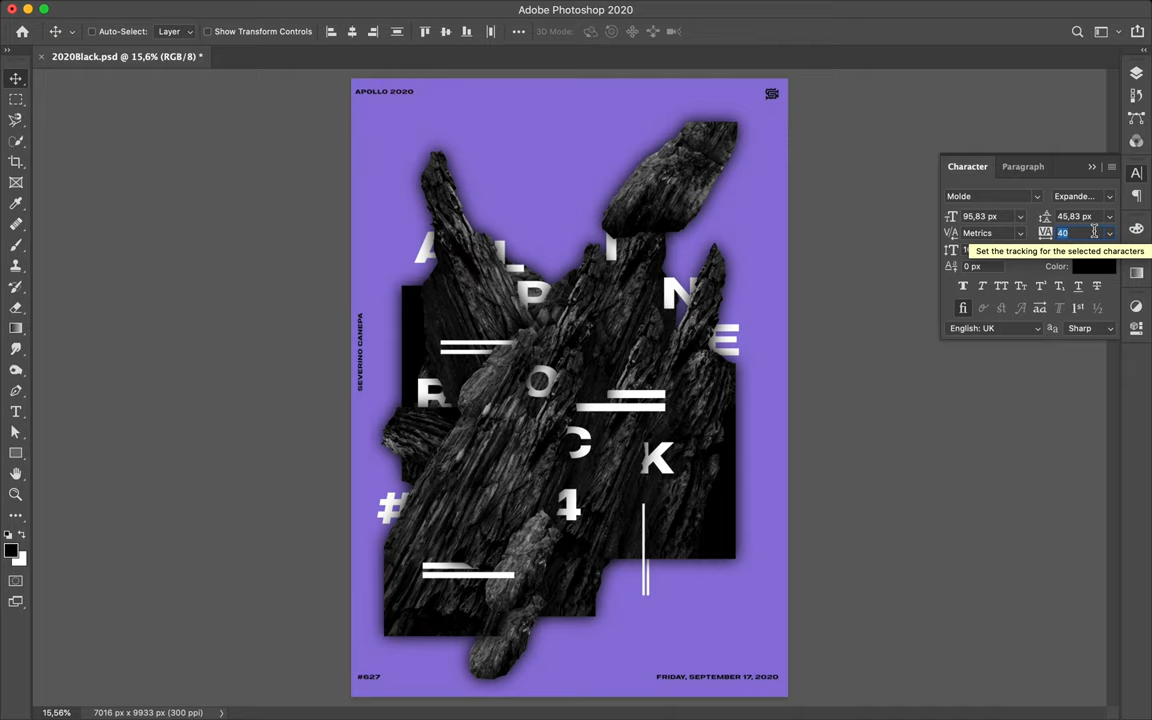 Adobe Photoshop 2020
Auto-Select: Layer Show Transform Controls 3D Mode:
2020Black.psd @ 15,6% (RGB/8) *
APOLLO 2020
A
L
P
I
N
E
SEVERINO CANEPA
R
O
C
K
#
4
#627
FRIDAY, SEPTEMBER 17, 2020
Character Paragraph
Molde Expande...
95,83 px 45,83 px
Metrics 40
Set the tracking for the selected characters
0 px Color:
English: UK Sharp
15,56% 7016 px x 9933 px (300 ppi)